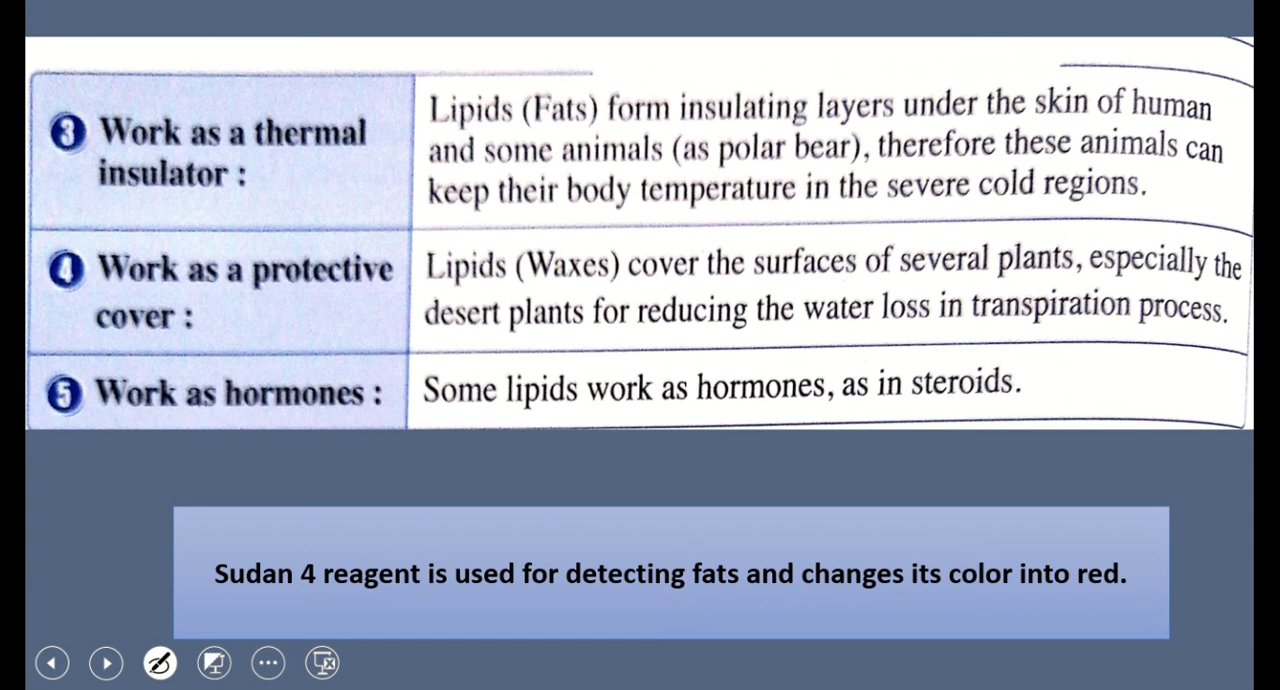 3 Work as a thermal
insulator :
Lipids (Fats) form insulating layers under the skin of human
and some animals (as polar bear), therefore these animals can
keep their body temperature in the severe cold regions.
4 Work as a protective
cover :
Lipids (Waxes) cover the surfaces of several plants, especially the
desert plants for reducing the water loss in transpiration process.
5 Work as hormones :
Some lipids work as hormones, as in steroids.
Sudan 4 reagent is used for detecting fats and changes its color into red.